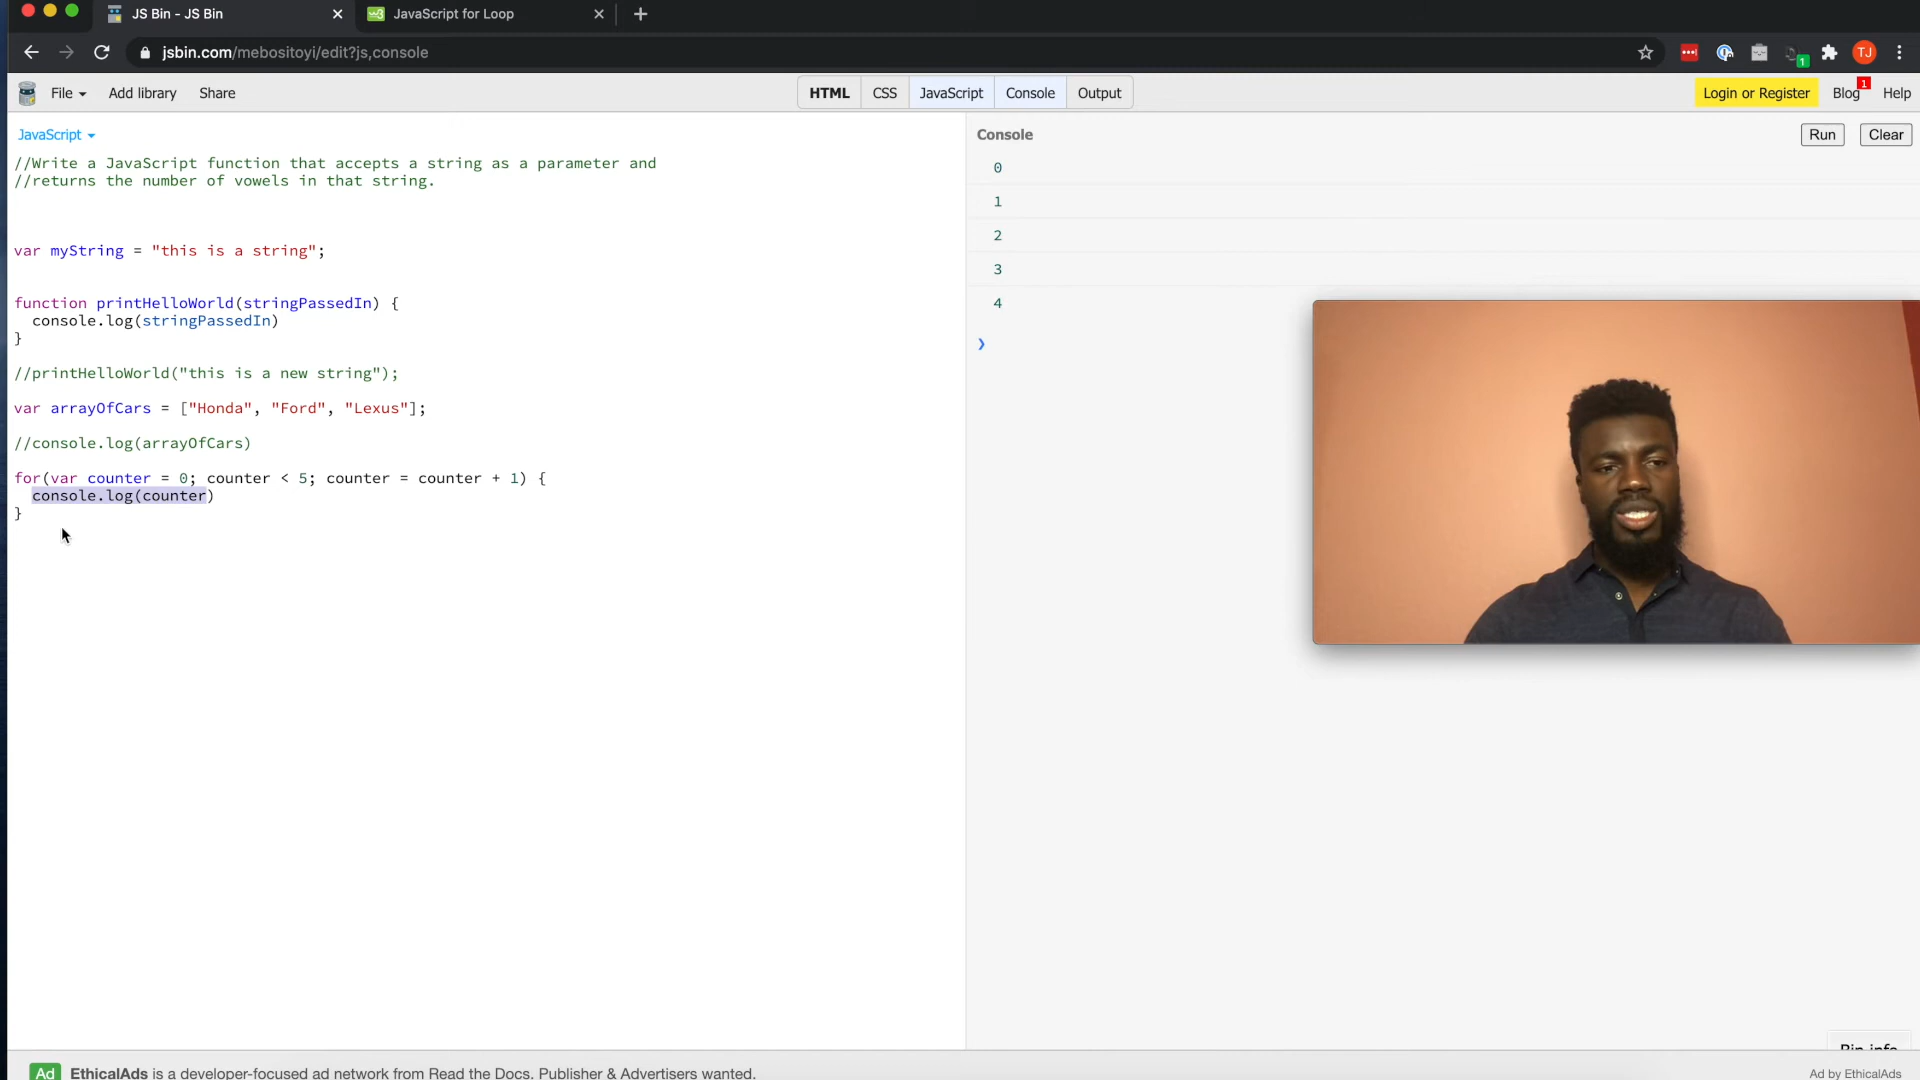 JS Bin - JS Bin
JavaScript for Loop
jsbin.com/mebositoyi/edit?js,console
TJ
1
File
Add library
Share
HTML
CSS
JavaScript
Console
Output
Login or Register
Blog
1
Help
JavaScript
//Write a JavaScript function that accepts a string as a parameter and
//returns the number of vowels in that string.
var myString = "this is a string";
function printHelloWorld(stringPassedIn) {
console.log(stringPassedIn)
}
//printHelloWorld("this is a new string");
var arrayOfCars = ["Honda", "Ford", "Lexus"];
//console.log(arrayOfCars)
for(var counter = 0; counter < 5; counter = counter + 1) {
console.log(counter)
}
Console
Run
Clear
0
1
2
3
4
Bin info
Ad EthicalAds is a developer-focused ad network from Read the Docs. Publisher & Advertisers wanted.
Ad by EthicalAds